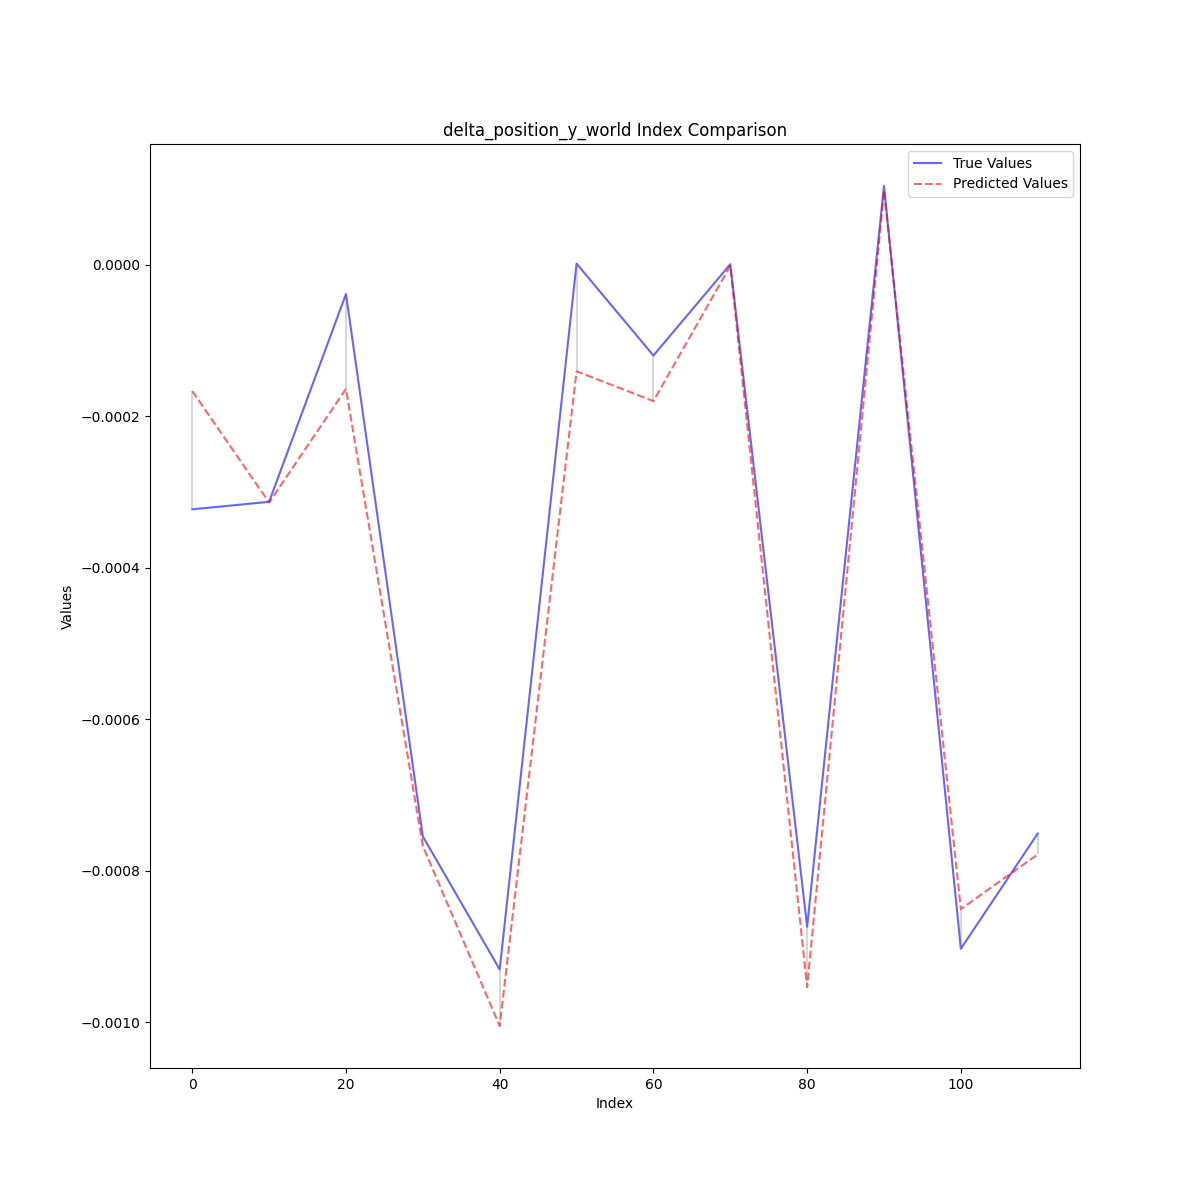 delta_position_y_world Index Comparison
True Values
Predicted Values
0.0000
−0.0002
−0.0004
−0.0006
−0.0008
−0.0010
Values
0 20 40 60 80 100
Index